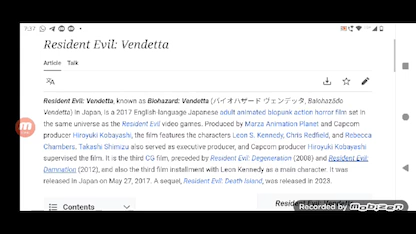 7:37
Resident Evil: Vendetta
Article Talk
Resident Evil: Vendetta, known as Biohazard: Vendetta (バイオハザード ヴェンデッタ, Baiohazādo
Vendetta) in Japan, is a 2017 English-language Japanese adult animated biopunk action horror film set in
the same universe as the Resident Evil video games. Produced by Marza Animation Planet and Capcom
producer Hiroyuki Kobayashi, the film features the characters Leon S. Kennedy, Chris Redfield, and Rebecca
Chambers. Takashi Shimizu also served as executive producer, and Capcom producer Hiroyuki Kobayashi
supervised the film. It is the third CG film, preceded by Resident Evil: Degeneration (2008) and Resident Evil:
Damnation (2012), and also the third film installment with Leon Kennedy as a main character. It was
released in Japan on May 27, 2017. A sequel, Resident Evil: Death Island, was released in 2023.
Contents
Resident Evil: Vendetta
Recorded by Mobizen